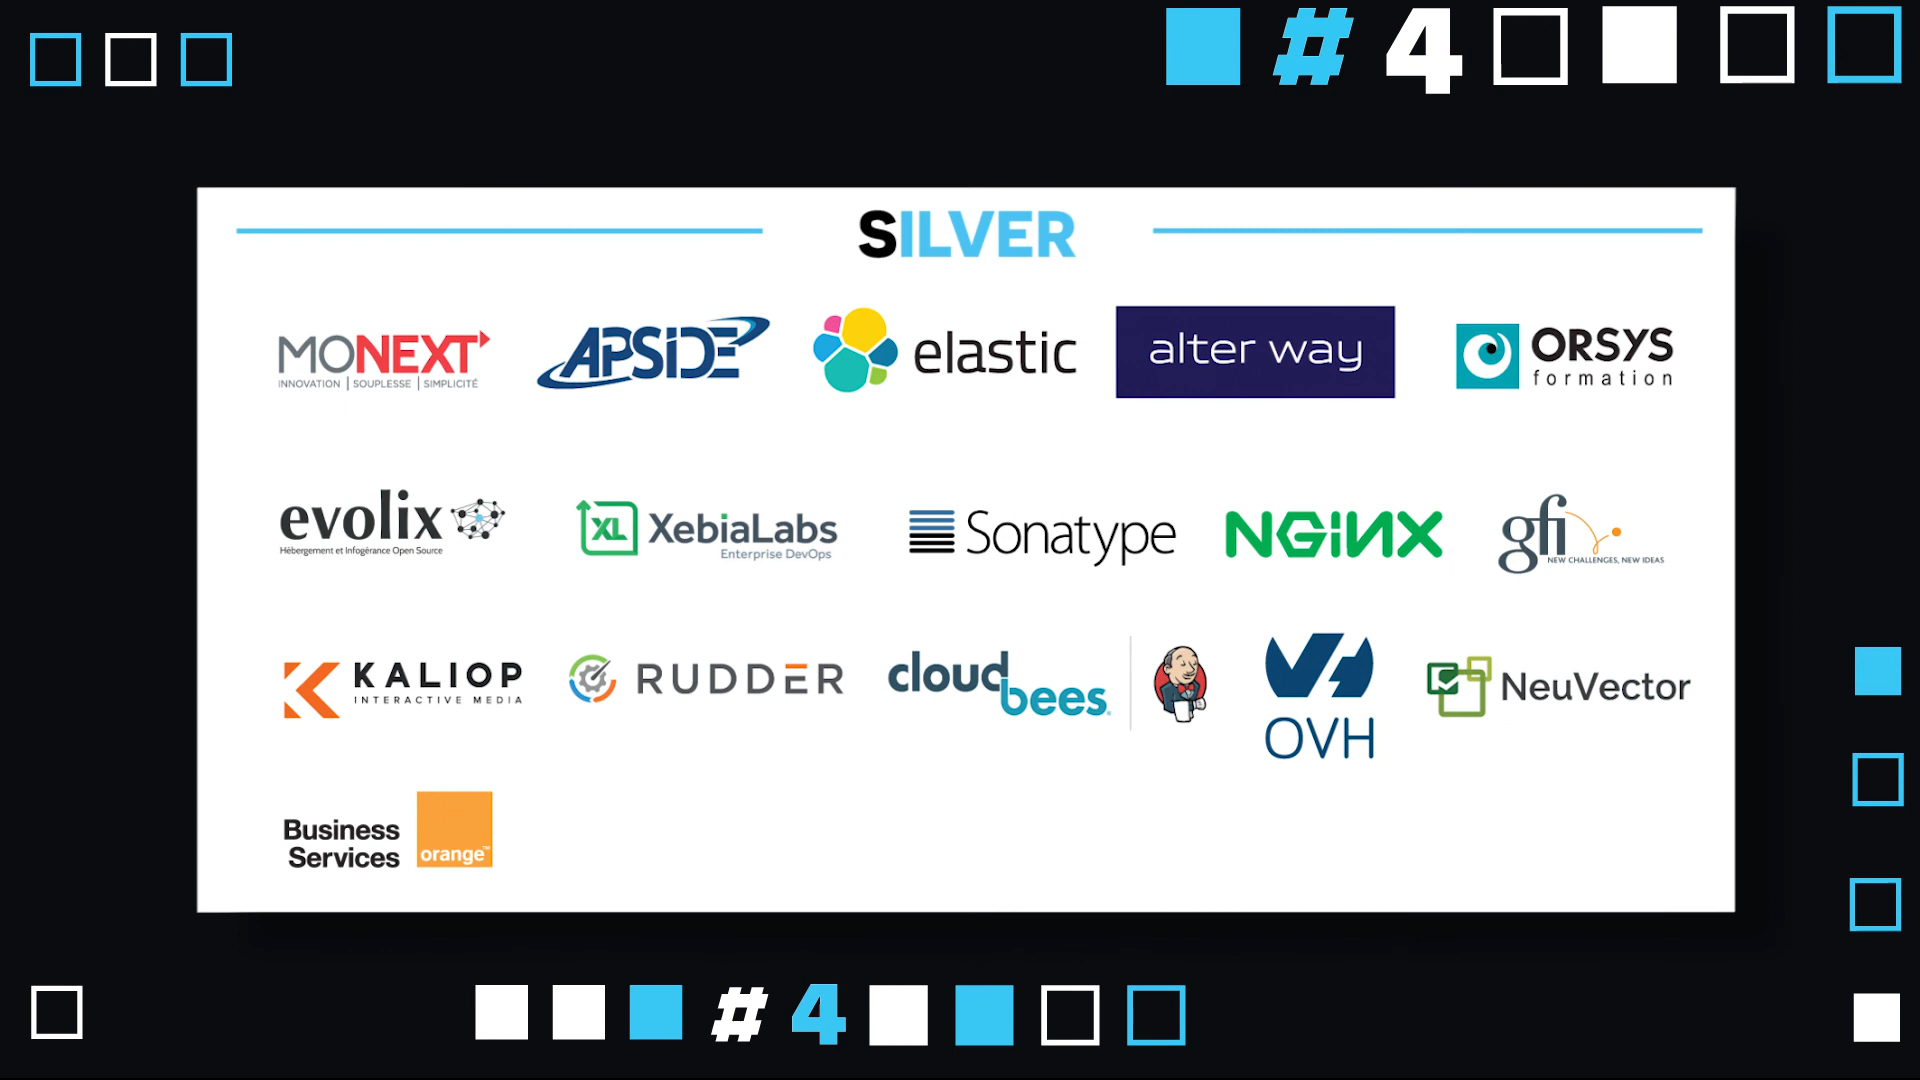 #4
SILVER
MONEXT
INNOVATION | SOUPLESSE | SIMPLICITÉ
APSIDE
elastic
alter way
ORSYS
formation
evolix
Hébergement et Infogérance Open Source
XL
XebiaLabs
Enterprise DevOps
Sonatype
NGINX
gfi
NEW CHALLENGES, NEW IDEAS
KALIOP
INTERACTIVE MEDIA
RUDDER
cloudbees
OVH
NeuVector
Business
Services
orange™
#4